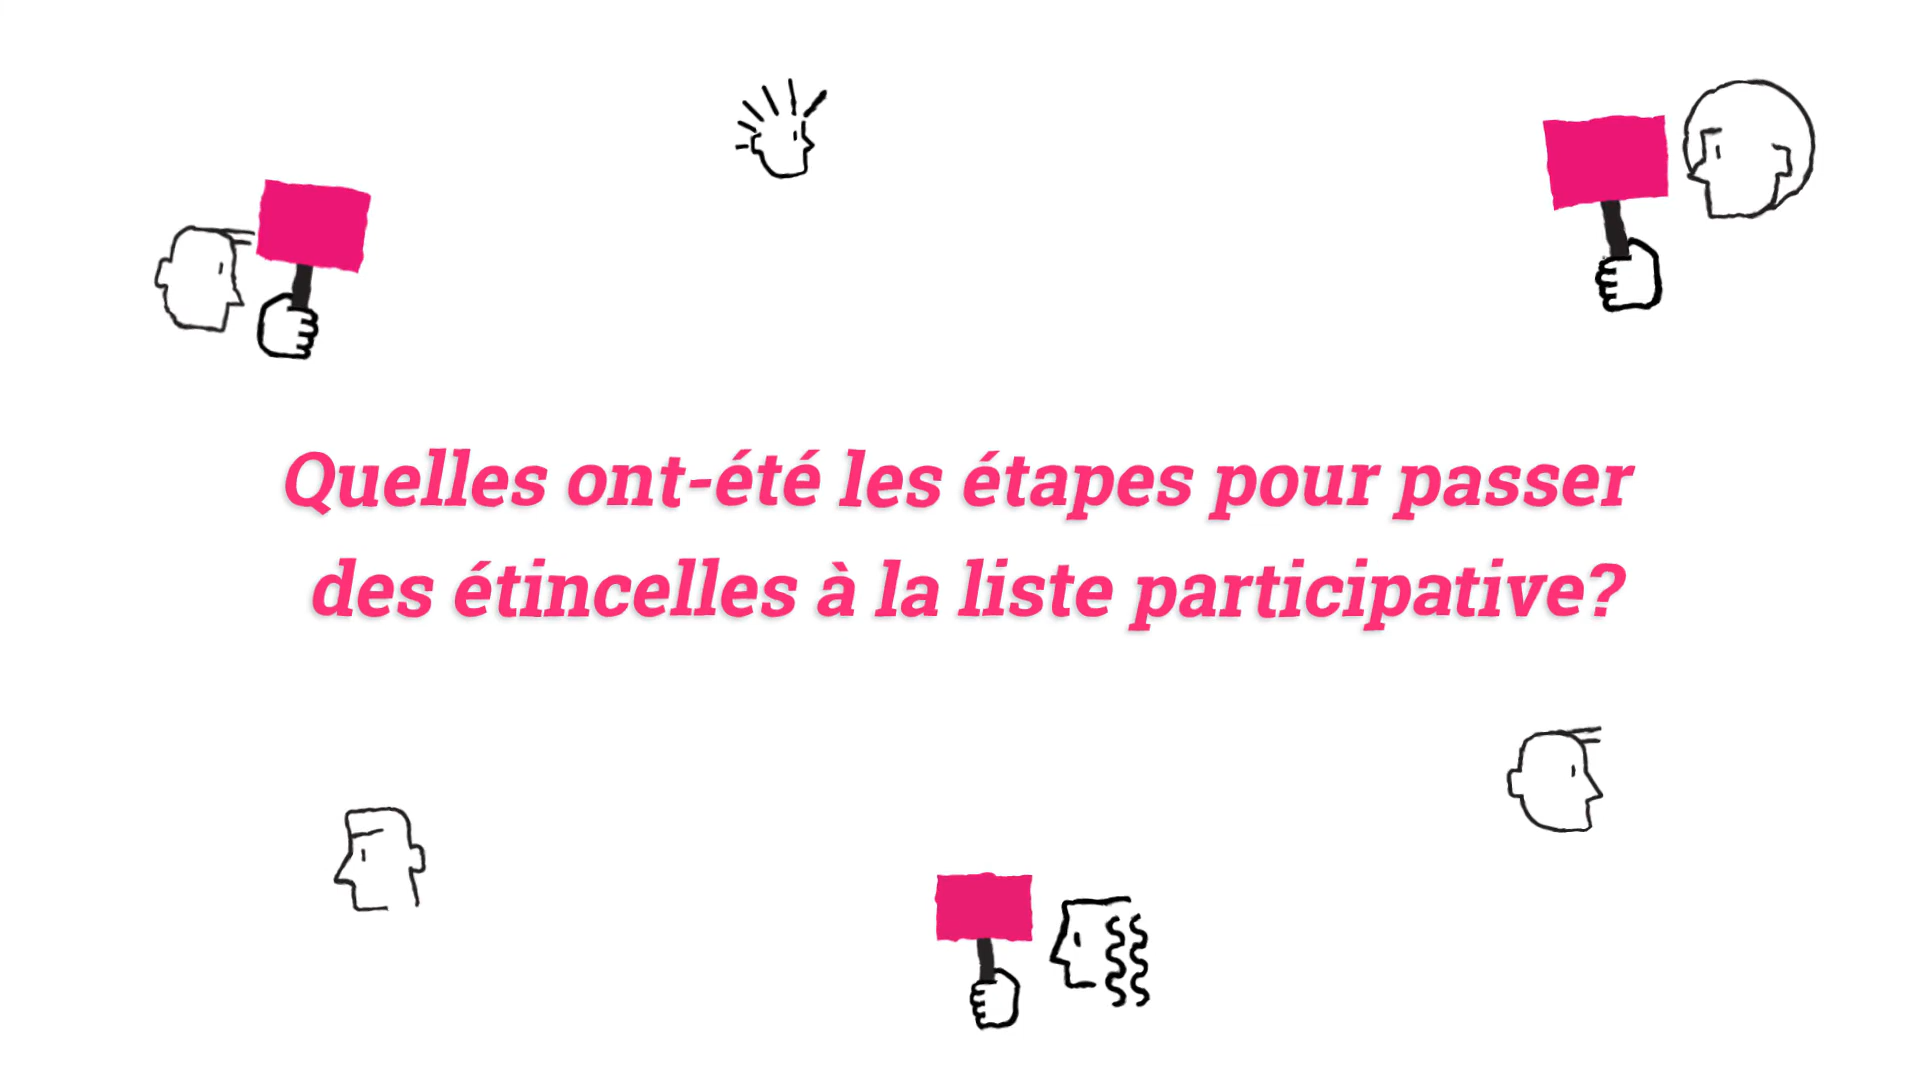 Quelles ont-été les étapes pour passer
des étincelles à la liste participative?